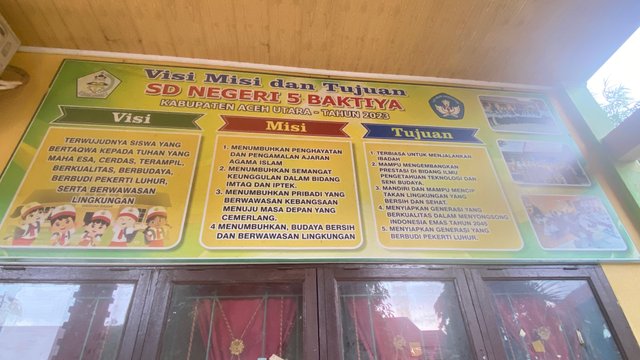 Visi Misi dan Tujuan
SD NEGERI 5 BAKTIYA
KABUPATEN ACEH UTARA - TAHUN 2023
Visi
TERWUJUDNYA SISWA YANG
BERTAQWA KEPADA TUHAN YANG
MAHA ESA, CERDAS, TERAMPIL,
BERKUALITAS, BERBUDAYA,
BERBUDI PEKERTI LUHUR,
SERTA BERWAWASAN
LINGKUNGAN
Misi
1. MENUMBUHKAN PENGHAYATAN
DAN PENGAMALAN AJARAN
AGAMA ISLAM
2. MENUMBUHKAN SEMANGAT
KEUNGGULAN DALAM BIDANG
IMTAQ DAN IPTEK.
3. MENUMBUHKAN PRIBADI YANG
BERWAWASAN KEBANGSAAN
MENUJU MASA DEPAN YANG
CEMERLANG.
4 MENUMBUHKAN, BUDAYA BERSIH
DAN BERWAWASAN LINGKUNGAN
Tujuan
1. TERBIASA UNTUK MENJALANKAN
IBADAH
2. MAMPU MENGEMBANGKAN
PRESTASI DI BIDANG ILMU
PENGETAHUAN TEKNOLOGI DAN
SENI BUDAYA.
3. MANDIRI DAN MAMPU MENCIP
TAKAN LINGKUNGAN YANG
BERSIH DAN SEHAT.
4. MENYIAPKAN GENERASI YANG
BERKUALITAS DALAM MENYONGSONG
INDONESIA EMAS TAHUN 2045
5. MENYIAPKAN GENERASI YANG
BERBUDI PEKERTI LUHUR.